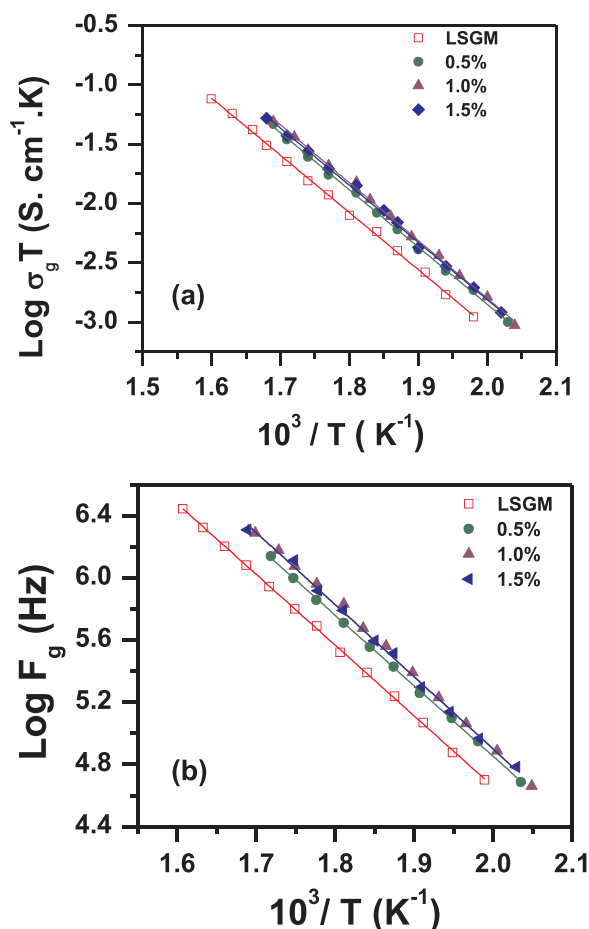 -0.5
-1.0
-1.5
-2.0
-2.5
-3.0
Log σg T (S. cm-1.K)
LSGM
0.5%
1.0%
1.5%
(a)
1.5 1.6 1.7 1.8 1.9 2.0 2.1
10³ / T ( K-1)
6.4
6.0
5.6
5.2
4.8
4.4
Log Fg (Hz)
LSGM
0.5%
1.0%
1.5%
(b)
1.6 1.7 1.8 1.9 2.0 2.1
10³/ T (K-1)